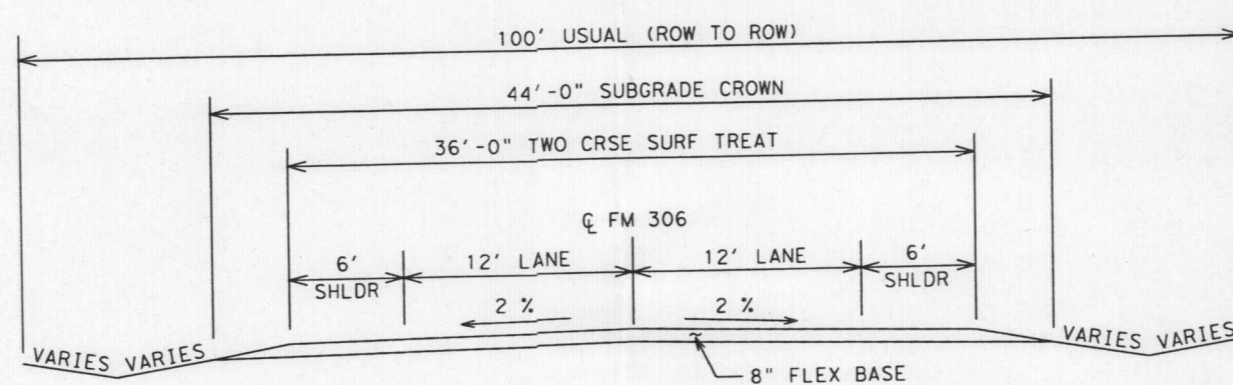 100' USUAL (ROW TO ROW)
44'-0" SUBGRADE CROWN
36'-0" TWO CRSE SURF TREAT
℄ FM 306
6' 12' LANE 12' LANE 6'
SHLDR SHLDR
2 % 2 %
VARIES VARIES VARIES VARIES
8" FLEX BASE